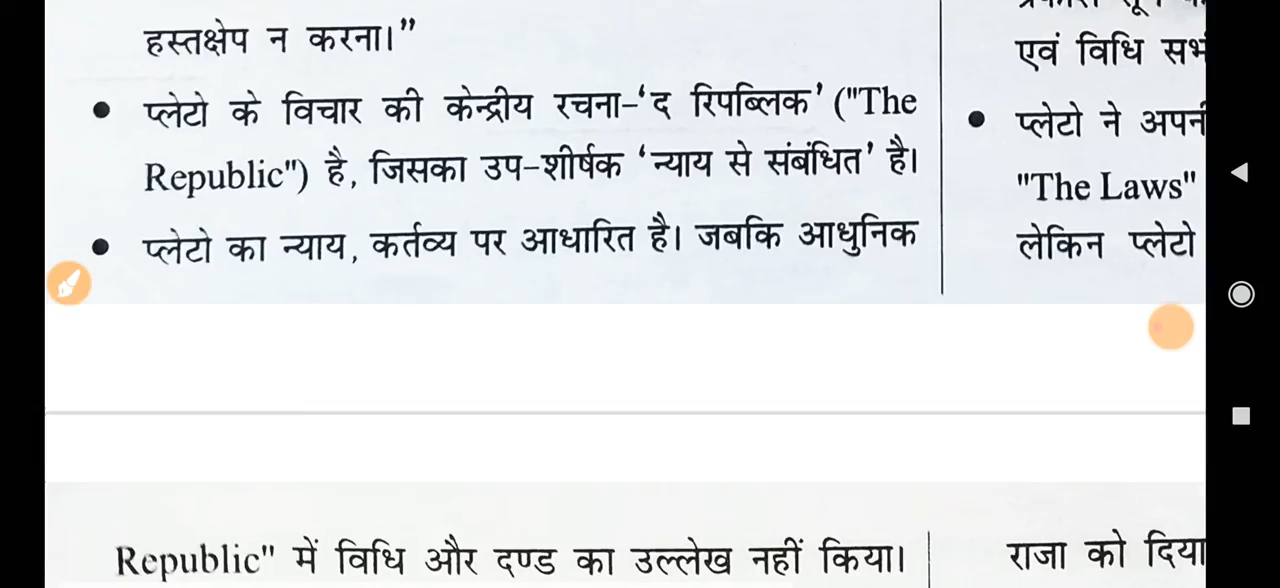 हस्तक्षेप न करना।”
● प्लेटो के विचार की केन्द्रीय रचना-‘द रिपब्लिक’ ("The
Republic") है, जिसका उप-शीर्षक ‘न्याय से संबंधित’ है।
● प्लेटो का न्याय, कर्तव्य पर आधारित है। जबकि आधुनिक
एवं विधि
● प्लेटो ने
"The Laws"
लेकिन प्लेटो
Republic" में विधि और दण्ड का उल्लेख नहीं किया।
राजा को दिया